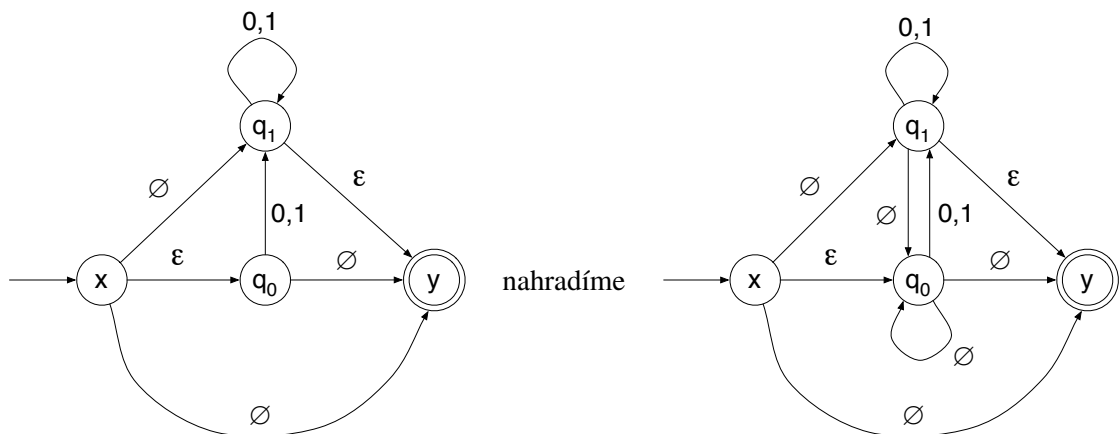 0,1
q1
∅
ε
0,1
x
ε
q0
∅
y
∅
nahradíme
0,1
q1
∅
ε
∅
0,1
x
ε
q0
∅
y
∅
∅